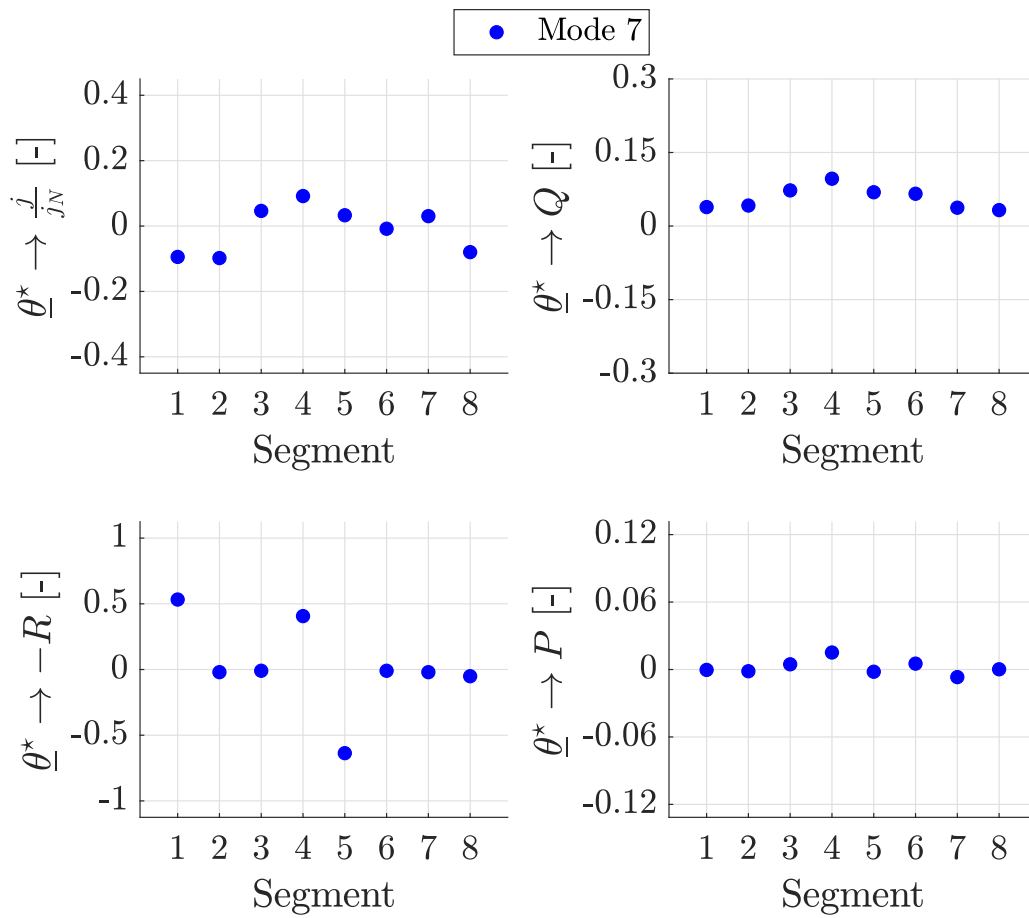 Mode 7
θ* → j/j_N [-]
0.4
0.2
0
-0.2
-0.4
1 2 3 4 5 6 7 8
Segment
θ* → Q [-]
0.3
0.15
0
-0.15
-0.3
1 2 3 4 5 6 7 8
Segment
θ* → −R [-]
1
0.5
0
-0.5
-1
1 2 3 4 5 6 7 8
Segment
θ* → P [-]
0.12
0.06
0
-0.06
-0.12
1 2 3 4 5 6 7 8
Segment